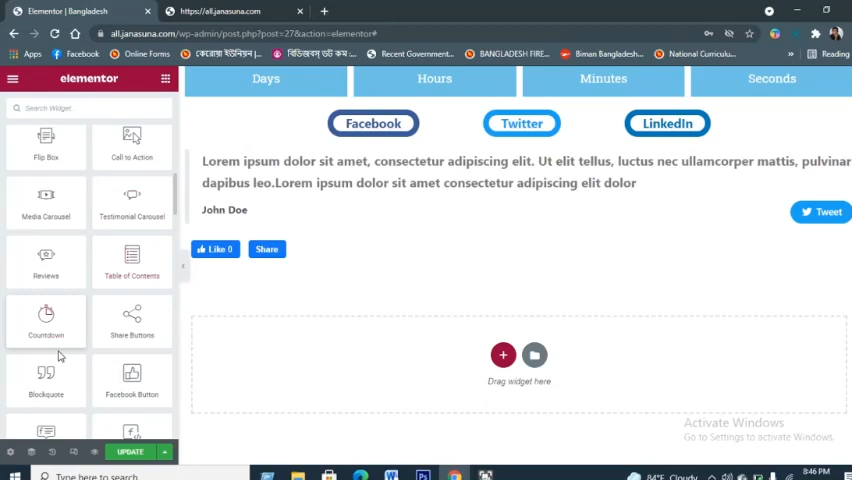 Elementor | Bangladesh
https://all.janasuna.com
all.janasuna.com/wp-admin/post.php?post=27&action=elementor#
Apps
Facebook
Online Forms
কেরোয়া ইউনিয়ন |...
বিডিজবস্ ডট কম :...
Recent Government...
BANGLADESH FIRE...
Biman Bangladesh...
National Curriculu...
Reading
elementor
Search Widget...
Flip Box
Call to Action
Media Carousel
Testimonial Carousel
Reviews
Table of Contents
Countdown
Share Buttons
Blockquote
Facebook Button
UPDATE
Days Hours Minutes Seconds
Facebook Twitter LinkedIn
Lorem ipsum dolor sit amet, consectetur adipiscing elit. Ut elit tellus, luctus nec ullamcorper mattis, pulvinar
dapibus leo.Lorem ipsum dolor sit amet consectetur adipiscing elit dolor
John Doe
Tweet
Like 0 Share
Drag widget here
Activate Windows
Go to Settings to activate Windows.
Type here to search
84°F Cloudy
8:46 PM